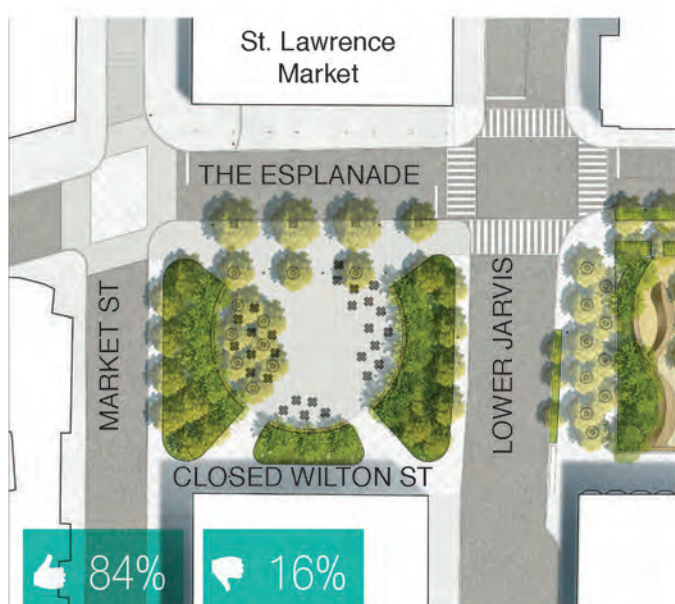 St. Lawrence
Market
THE ESPLANADE
MARKET ST
LOWER JARVIS
CLOSED WILTON ST
84%
16%